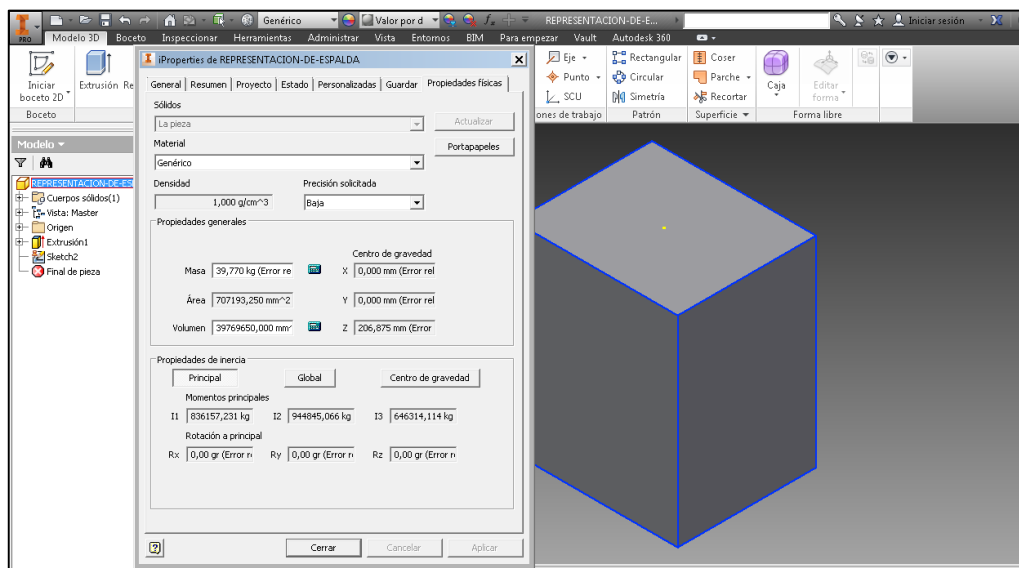 Genérico
Valor por d
REPRESENTACION-DE-E...
Iniciar sesión
PRO
Modelo 3D
Boceto
Inspeccionar
Herramientas
Administrar
Vista
Entornos
BIM
Para empezar
Vault
Autodesk 360
Iniciar
boceto 2D
Extrusión
Re
Boceto
Eje
Punto
SCU
ones de trabajo
Rectangular
Circular
Simetría
Patrón
Coser
Parche
Recortar
Superficie
Caja
Editar
forma
Forma libre
Modelo
REPRESENTACION-DE-ES
Cuerpos sólidos(1)
Vista: Master
Origen
Extrusión1
Sketch2
Final de pieza
iProperties de REPRESENTACION-DE-ESPALDA
General
Resumen
Proyecto
Estado
Personalizadas
Guardar
Propiedades físicas
Sólidos
La pieza
Actualizar
Material
Portapapeles
Genérico
Densidad
Precisión solicitada
1,000 g/cm^3
Baja
Propiedades generales
Centro de gravedad
Masa 39,770 kg (Error re
X 0,000 mm (Error rel
Área 707193,250 mm^2
Y 0,000 mm (Error rel
Volumen 39769650,000 mm^
Z 206,875 mm (Error
Propiedades de inercia
Principal
Global
Centro de gravedad
Momentos principales
I1 836157,231 kg
I2 944845,066 kg
I3 646314,114 kg
Rotación a principal
Rx 0,00 gr (Error r
Ry 0,00 gr (Error r
Rz 0,00 gr (Error r
Cerrar
Cancelar
Aplicar